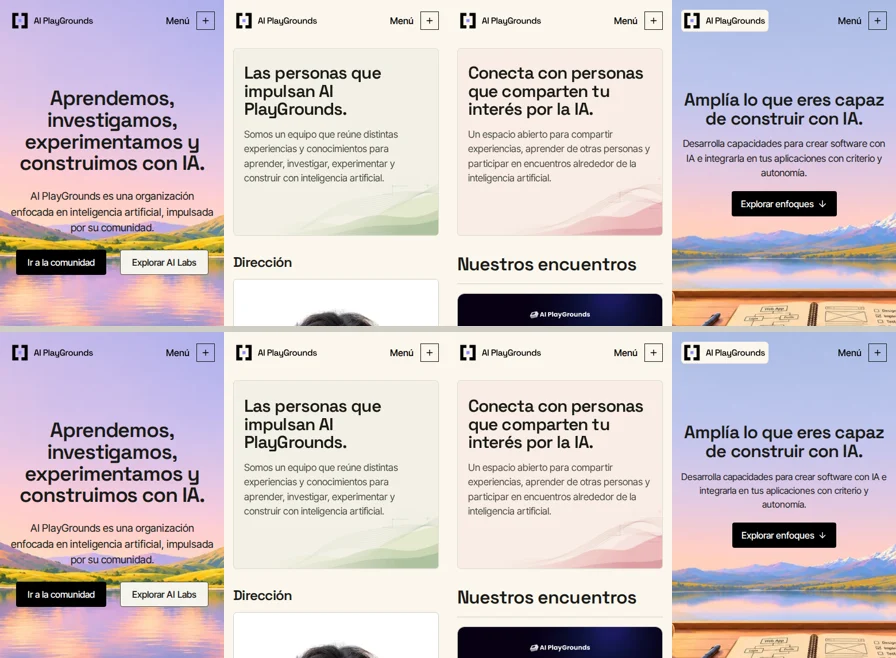 AI PlayGrounds
Menú
Aprendemos,
investigamos,
experimentamos y
construimos con IA.
AI PlayGrounds es una organización
enfocada en inteligencia artificial, impulsada
por su comunidad.
Ir a la comunidad
Explorar AI Labs
AI PlayGrounds
Menú
Las personas que
impulsan AI
PlayGrounds.
Somos un equipo que reúne distintas
experiencias y conocimientos para
aprender, investigar, experimentar y
construir con inteligencia artificial.
Dirección
AI PlayGrounds
Menú
Conecta con personas
que comparten tu
interés por la IA.
Un espacio abierto para compartir
experiencias, aprender de otras personas y
participar en encuentros alrededor de la
inteligencia artificial.
Nuestros encuentros
AI PlayGrounds
AI PlayGrounds
Menú
Amplía lo que eres capaz
de construir con IA.
Desarrolla capacidades para crear software con
IA e integrarla en tus aplicaciones con criterio y
autonomía.
Explorar enfoques ↓
AI PlayGrounds
Menú
Aprendemos,
investigamos,
experimentamos y
construimos con IA.
AI PlayGrounds es una organización
enfocada en inteligencia artificial, impulsada
por su comunidad.
Ir a la comunidad
Explorar AI Labs
AI PlayGrounds
Menú
Las personas que
impulsan AI
PlayGrounds.
Somos un equipo que reúne distintas
experiencias y conocimientos para
aprender, investigar, experimentar y
construir con inteligencia artificial.
Dirección
AI PlayGrounds
Menú
Conecta con personas
que comparten tu
interés por la IA.
Un espacio abierto para compartir
experiencias, aprender de otras personas y
participar en encuentros alrededor de la
inteligencia artificial.
Nuestros encuentros
AI PlayGrounds
AI PlayGrounds
Menú
Amplía lo que eres capaz
de construir con IA.
Desarrolla capacidades para crear software con IA e
integrarla en tus aplicaciones con criterio y
autonomía.
Explorar enfoques ↓